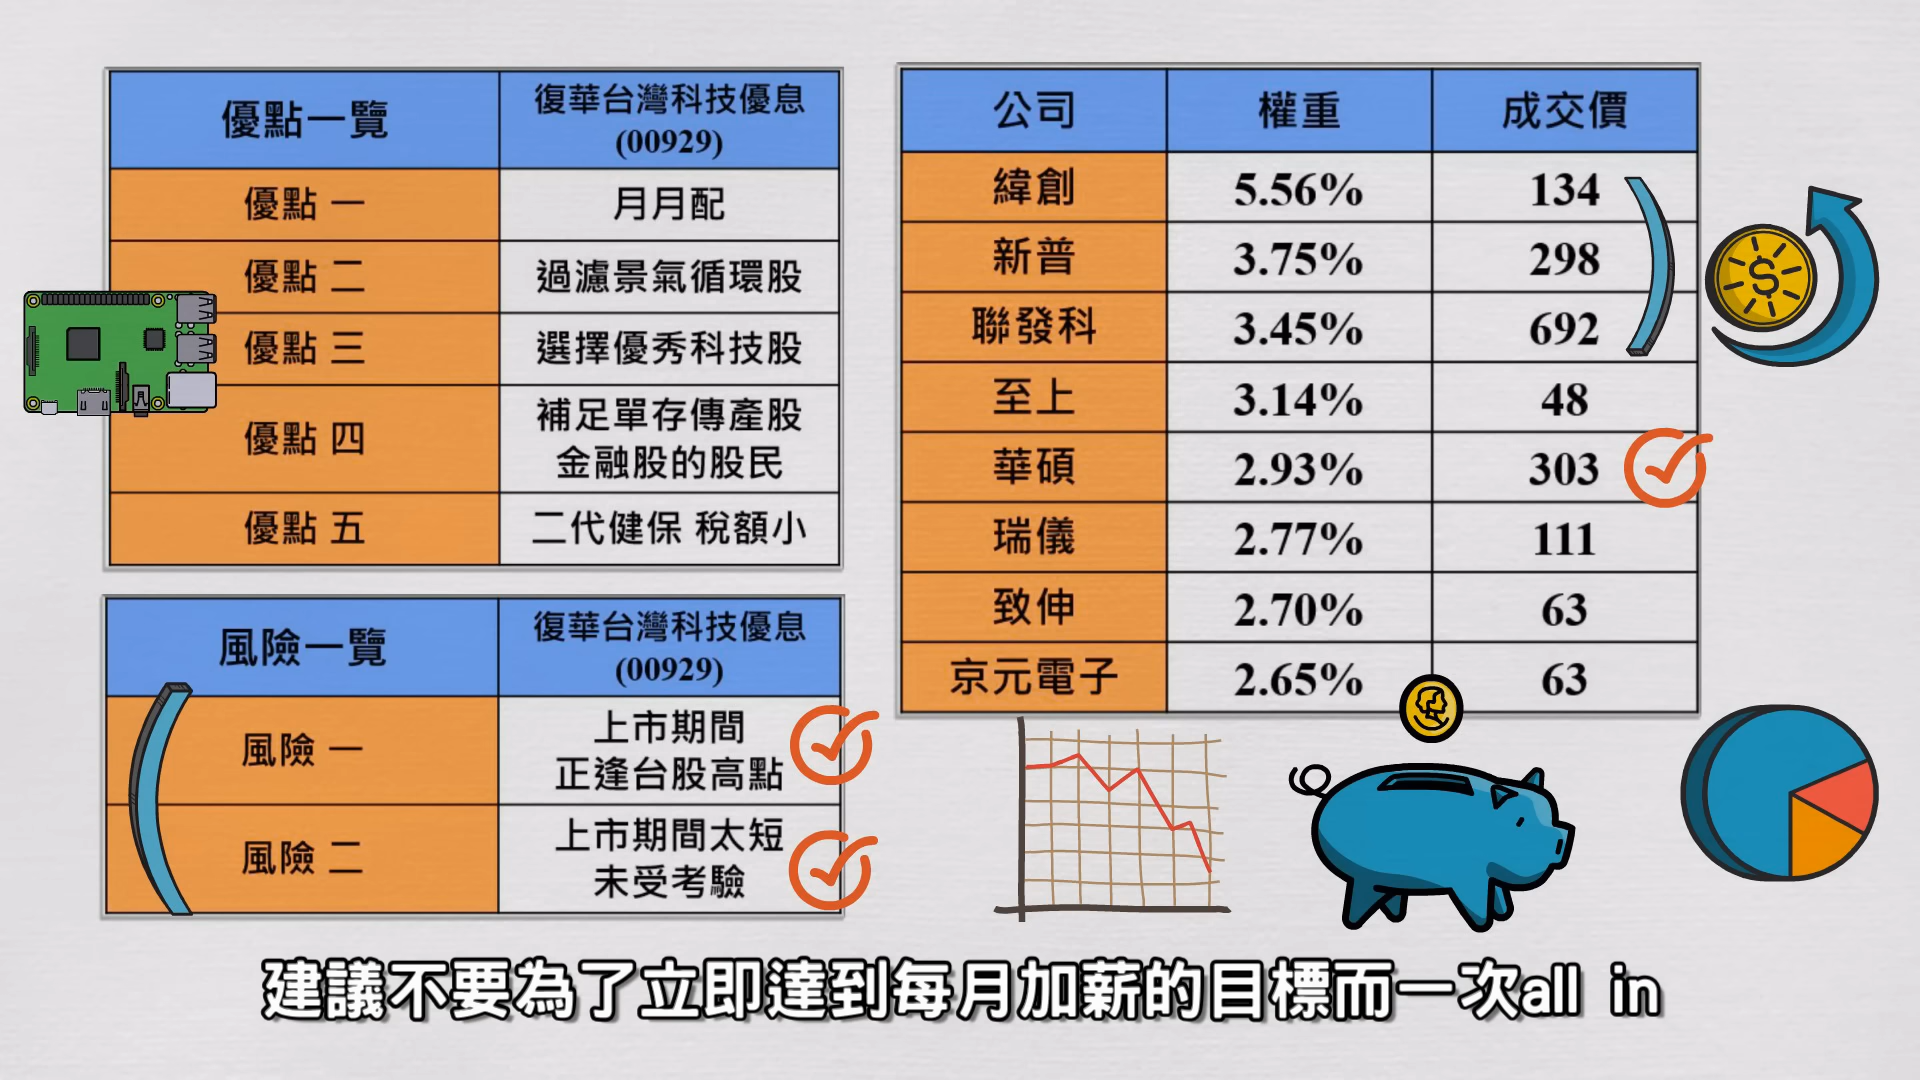 優點一覽
復華台灣科技優息
(00929)
優點 一
月月配
優點 二
過濾景氣循環股
優點 三
選擇優秀科技股
優點 四
補足單存傳產股
金融股的股民
優點 五
二代健保 稅額小
風險一覽
復華台灣科技優息
(00929)
風險 一
上市期間
正逢台股高點
風險 二
上市期間太短
未受考驗
公司 權重 成交價
緯創 5.56% 134
新普 3.75% 298
聯發科 3.45% 692
至上 3.14% 48
華碩 2.93% 303
瑞儀 2.77% 111
致伸 2.70% 63
京元電子 2.65% 63
建議不要為了立即達到每月加薪的目標而一次all in